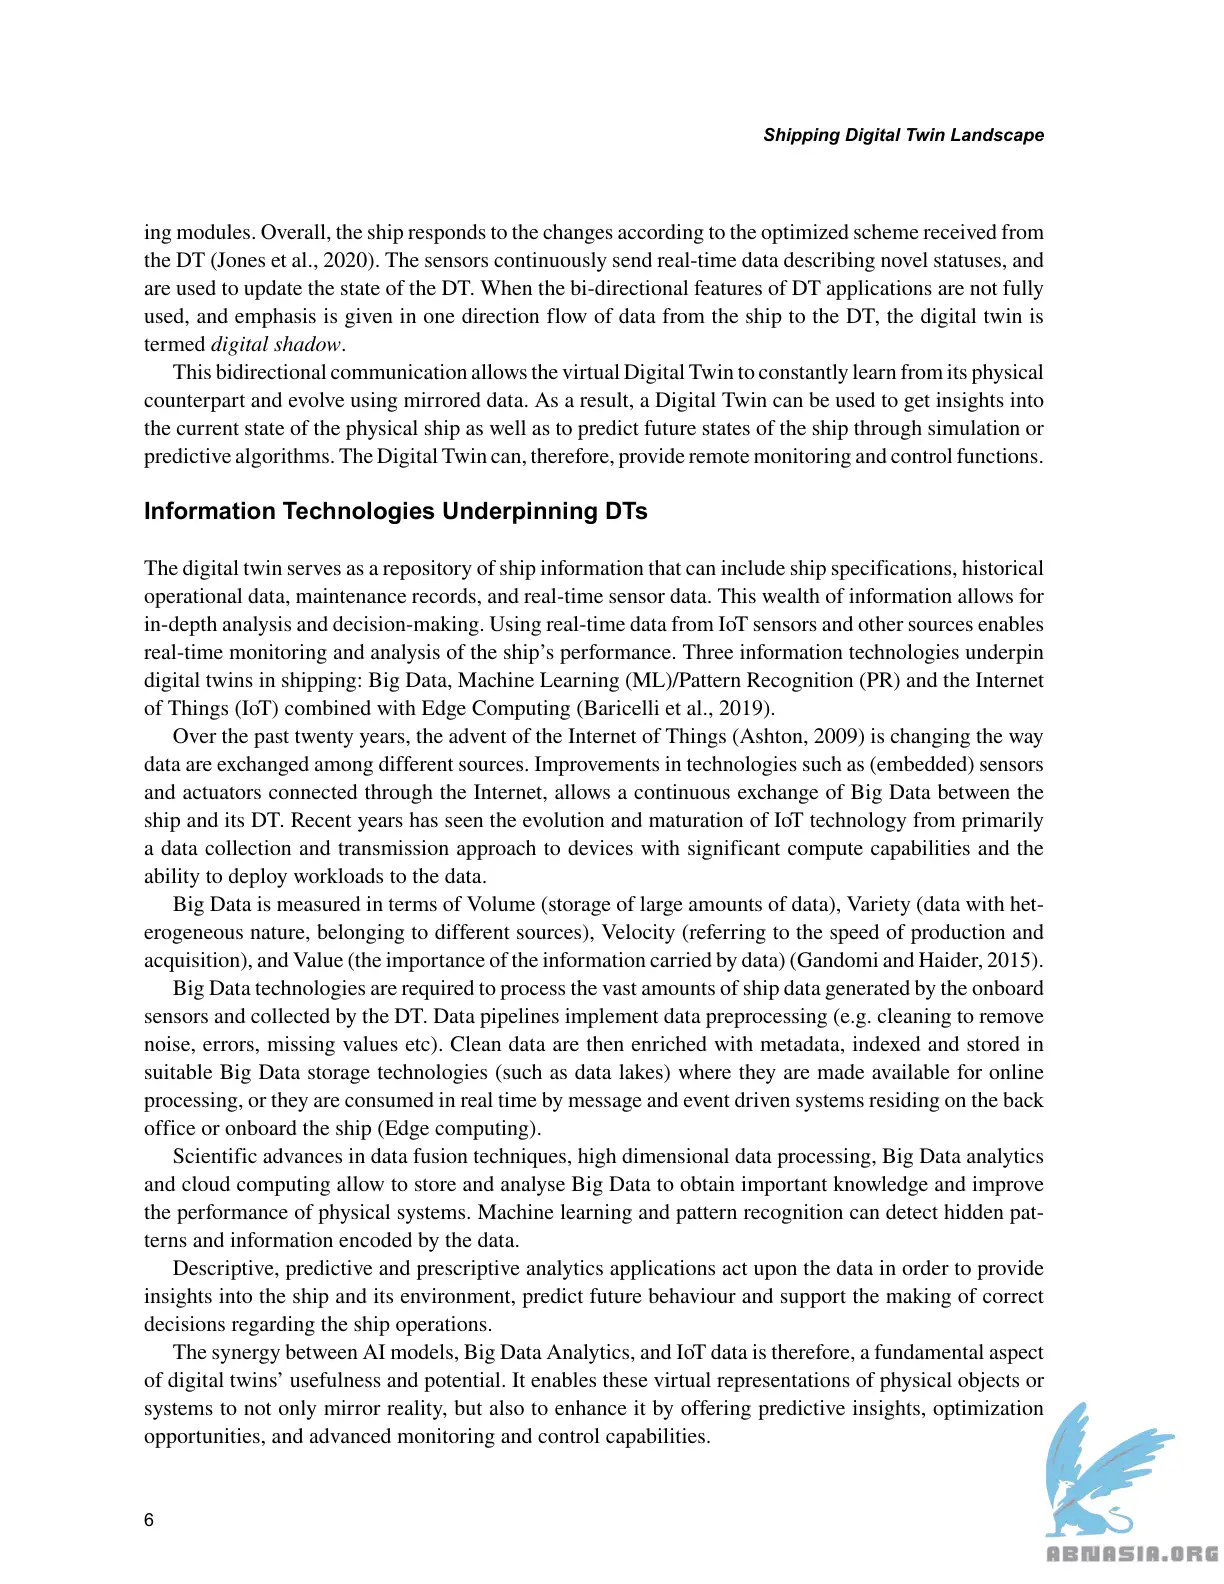 Shipping Digital Twin Landscape
ing modules. Overall, the ship responds to the changes according to the optimized scheme received from
the DT (Jones et al., 2020). The sensors continuously send real-time data describing novel statuses, and
are used to update the state of the DT. When the bi-directional features of DT applications are not fully
used, and emphasis is given in one direction flow of data from the ship to the DT, the digital twin is
termed digital shadow.
This bidirectional communication allows the virtual Digital Twin to constantly learn from its physical
counterpart and evolve using mirrored data. As a result, a Digital Twin can be used to get insights into
the current state of the physical ship as well as to predict future states of the ship through simulation or
predictive algorithms. The Digital Twin can, therefore, provide remote monitoring and control functions.
Information Technologies Underpinning DTs
The digital twin serves as a repository of ship information that can include ship specifications, historical
operational data, maintenance records, and real-time sensor data. This wealth of information allows for
in-depth analysis and decision-making. Using real-time data from IoT sensors and other sources enables
real-time monitoring and analysis of the ship's performance. Three information technologies underpin
digital twins in shipping: Big Data, Machine Learning (ML)/Pattern Recognition (PR) and the Internet
of Things (IoT) combined with Edge Computing (Baricelli et al., 2019).
Over the past twenty years, the advent of the Internet of Things (Ashton, 2009) is changing the way
data are exchanged among different sources. Improvements in technologies such as (embedded) sensors
and actuators connected through the Internet, allows a continuous exchange of Big Data between the
ship and its DT. Recent years has seen the evolution and maturation of IoT technology from primarily
a data collection and transmission approach to devices with significant compute capabilities and the
ability to deploy workloads to the data.
Big Data is measured in terms of Volume (storage of large amounts of data), Variety (data with het-
erogeneous nature, belonging to different sources), Velocity (referring to the speed of production and
acquisition), and Value (the importance of the information carried by data) (Gandomi and Haider, 2015).
Big Data technologies are required to process the vast amounts of ship data generated by the onboard
sensors and collected by the DT. Data pipelines implement data preprocessing (e.g. cleaning to remove
noise, errors, missing values etc). Clean data are then enriched with metadata, indexed and stored in
suitable Big Data storage technologies (such as data lakes) where they are made available for online
processing, or they are consumed in real time by message and event driven systems residing on the back
office or onboard the ship (Edge computing).
Scientific advances in data fusion techniques, high dimensional data processing, Big Data analytics
and cloud computing allow to store and analyse Big Data to obtain important knowledge and improve
the performance of physical systems. Machine learning and pattern recognition can detect hidden pat-
terns and information encoded by the data.
Descriptive, predictive and prescriptive analytics applications act upon the data in order to provide
insights into the ship and its environment, predict future behaviour and support the making of correct
decisions regarding the ship operations.
The synergy between AI models, Big Data Analytics, and IoT data is therefore, a fundamental aspect
of digital twins' usefulness and potential. It enables these virtual representations of physical objects or
systems to not only mirror reality, but also to enhance it by offering predictive insights, optimization
opportunities, and advanced monitoring and control capabilities.
6
ABNASIA.ORG